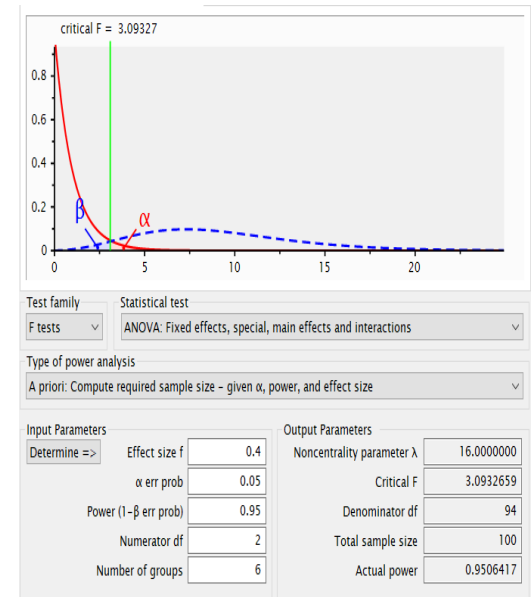 critical F = 3.09327
0.8
0.6
0.4
0.2
β α
0
0 5 10 15 20
Test family Statistical test
F tests ANOVA: Fixed effects, special, main effects and interactions
Type of power analysis
A priori: Compute required sample size – given α, power, and effect size
Input Parameters Output Parameters
Determine => Effect size f 0.4 Noncentrality parameter λ 16.0000000
α err prob 0.05 Critical F 3.0932659
Power (1–β err prob) 0.95 Denominator df 94
Numerator df 2 Total sample size 100
Number of groups 6 Actual power 0.9506417